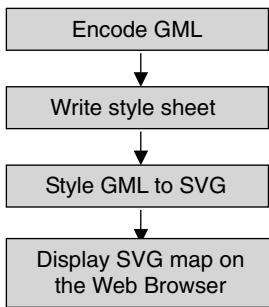 Encode GML
Write style sheet
Style GML to SVG
Display SVG map on
the Web Browser